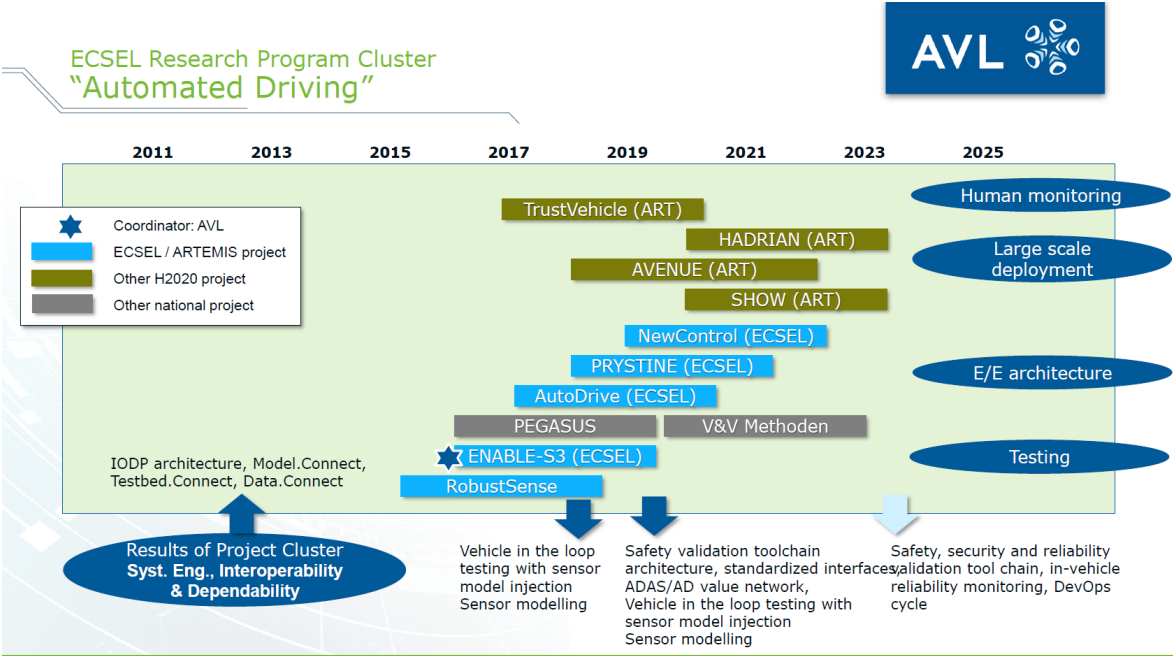 ECSEL Research Program Cluster
“Automated Driving”
AVL
2011 2013 2015 2017 2019 2021 2023 2025
Coordinator: AVL
ECSEL / ARTEMIS project
Other H2020 project
Other national project
TrustVehicle (ART)
HADRIAN (ART)
AVENUE (ART)
SHOW (ART)
NewControl (ECSEL)
PRYSTINE (ECSEL)
AutoDrive (ECSEL)
PEGASUS
V&V Methoden
ENABLE-S3 (ECSEL)
RobustSense
Human monitoring
Large scale
deployment
E/E architecture
Testing
IODP architecture, Model.Connect,
Testbed.Connect, Data.Connect
Results of Project Cluster
Syst. Eng., Interoperability
& Dependability
Vehicle in the loop
testing with sensor
model injection
Sensor modelling
Safety validation toolchain
architecture, standardized interfaces,
ADAS/AD value network,
Vehicle in the loop testing with
sensor model injection
Sensor modelling
Safety, security and reliability
validation tool chain, in-vehicle
reliability monitoring, DevOps
cycle